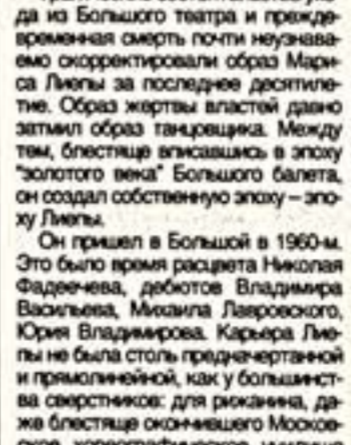 да из Большого театра и прежде-
временная смерть почти неузнава-
емо скорректировали образ Мари-
са Лиепы за последнее десятиле-
тие. Образ жертвы властей давно
затмил образ танцовщика. Между
тем, блестяще вписавшись в эпоху
"золотого века" Большого балета,
он создал собственную эпоху – эпо-
ху Лиепы.
Он пришел в Большой в 1960-м.
Это было время расцвета Николая
Фадеечева, дебютов Владимира
Васильева, Михаила Лавровского,
Юрия Владимирова. Карьера Лие-
пы не была столь предначертанной
и прямолинейной, как у большинст-
ва сверстников: для рижанина, да-
же блестяще окончившего Москов-
ское хореографическое